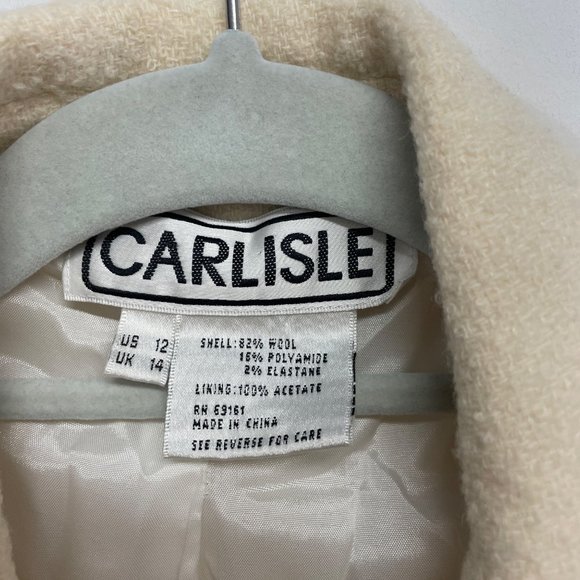 CARLISLE
US 12
UK 14
SHELL:82% WOOL
16% POLYAMIDE
2% ELASTANE
LINING:100% ACETATE
RN 69161
MADE IN CHINA
SEE REVERSE FOR CARE